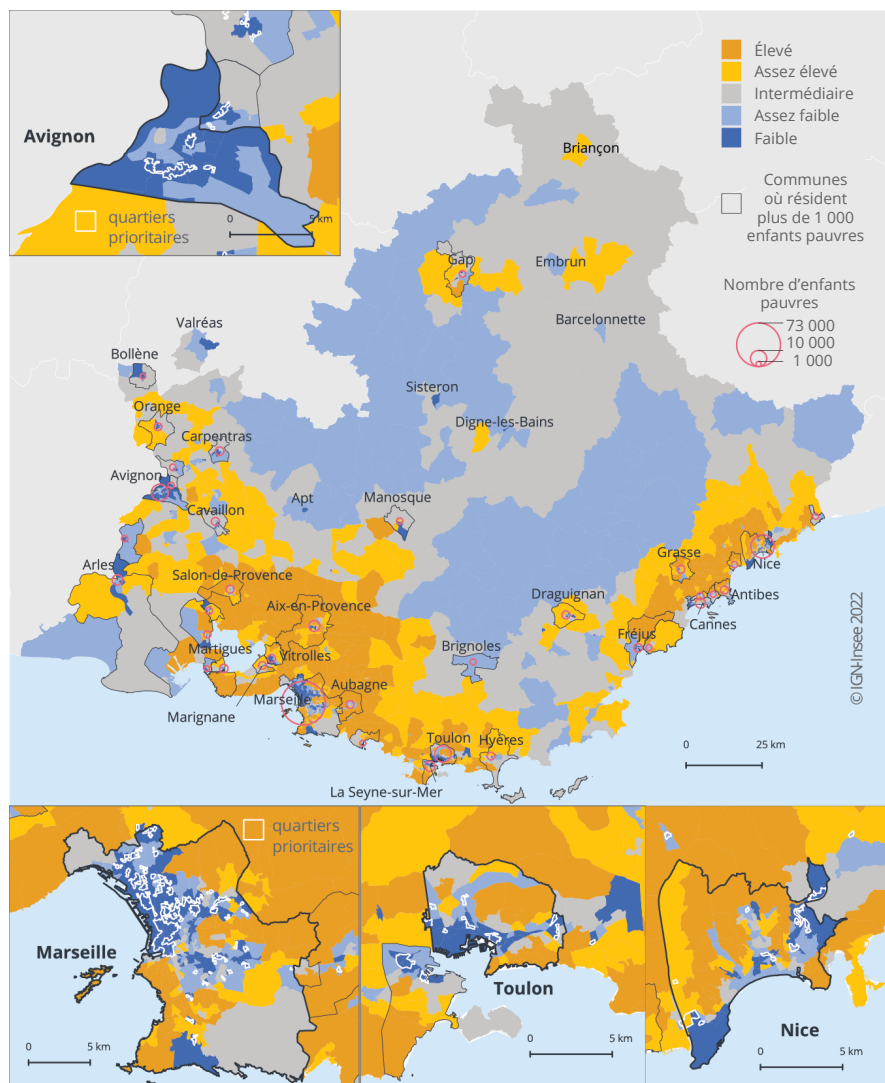 Avignon
quartiers
prioritaires
0
5 km
Élevé
Assez élevé
Intermédiaire
Assez faible
Faible
Communes
où résident
plus de 1 000
enfants pauvres
Nombre d’enfants
pauvres
73 000
10 000
1 000
Briançon
Gap
Embrun
Barcelonnette
Valréas
Bollène
Sisteron
Orange
Digne-les-Bains
Carpentras
Avignon
Apt
Manosque
Cavaillon
Grasse
Nice
Arles
Salon-de-Provence
Draguignan
Antibes
Aix-en-Provence
Cannes
Fréjus
Martigues
Vitrolles
Brignoles
Aubagne
Marseille
Marignane
Toulon
Hyères
La Seyne-sur-Mer
0
25 km
© IGN-Insee 2022
quartiers
prioritaires
Marseille
0
5 km
Toulon
0
5 km
Nice
0
5 km